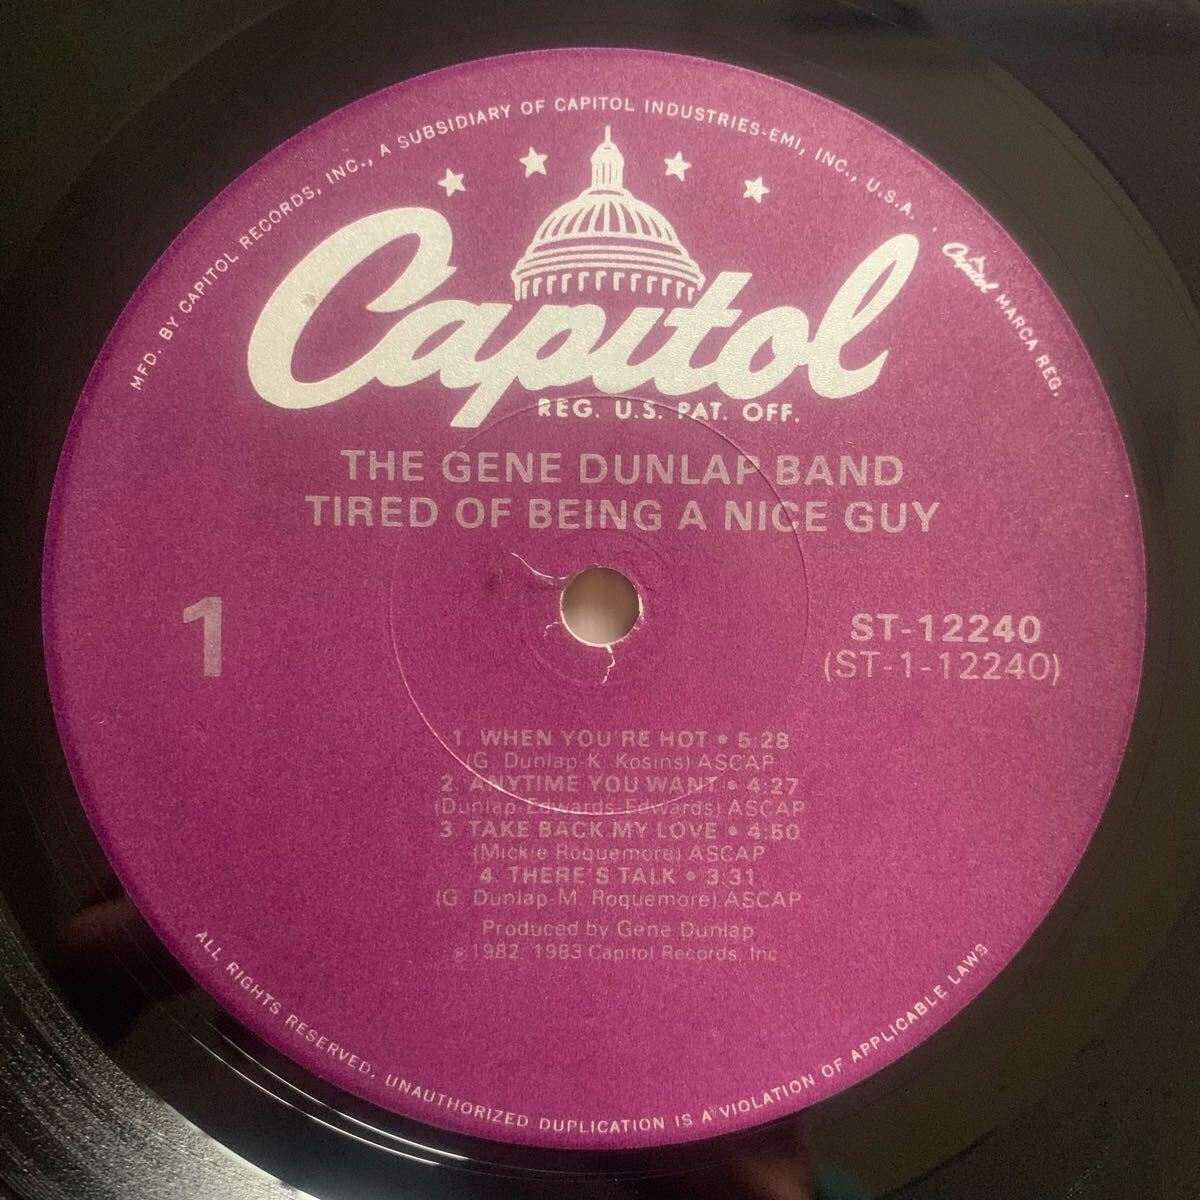 MFD. BY CAPITOL RECORDS, INC., A SUBSIDIARY OF CAPITOL INDUSTRIES-EMI, INC., U.S.A. Capitol MARCA REG.
Capitol
REG. U.S. PAT. OFF.
THE GENE DUNLAP BAND
TIRED OF BEING A NICE GUY
1
ST-12240
(ST-1-12240)
1. WHEN YOU'RE HOT • 5:28
(G. Dunlap-K. Kosins) ASCAP
2. ANYTIME YOU WANT • 4:27
(Dunlap-Edwards-Edwards) ASCAP
3. TAKE BACK MY LOVE • 4:50
(Mickie Roquemore) ASCAP
4. THERE'S TALK • 3:31
(G. Dunlap-M. Roquemore) ASCAP
Produced by Gene Dunlap
℗1982, 1983 Capitol Records, Inc.
ALL RIGHTS RESERVED. UNAUTHORIZED DUPLICATION IS A VIOLATION OF APPLICABLE LAWS